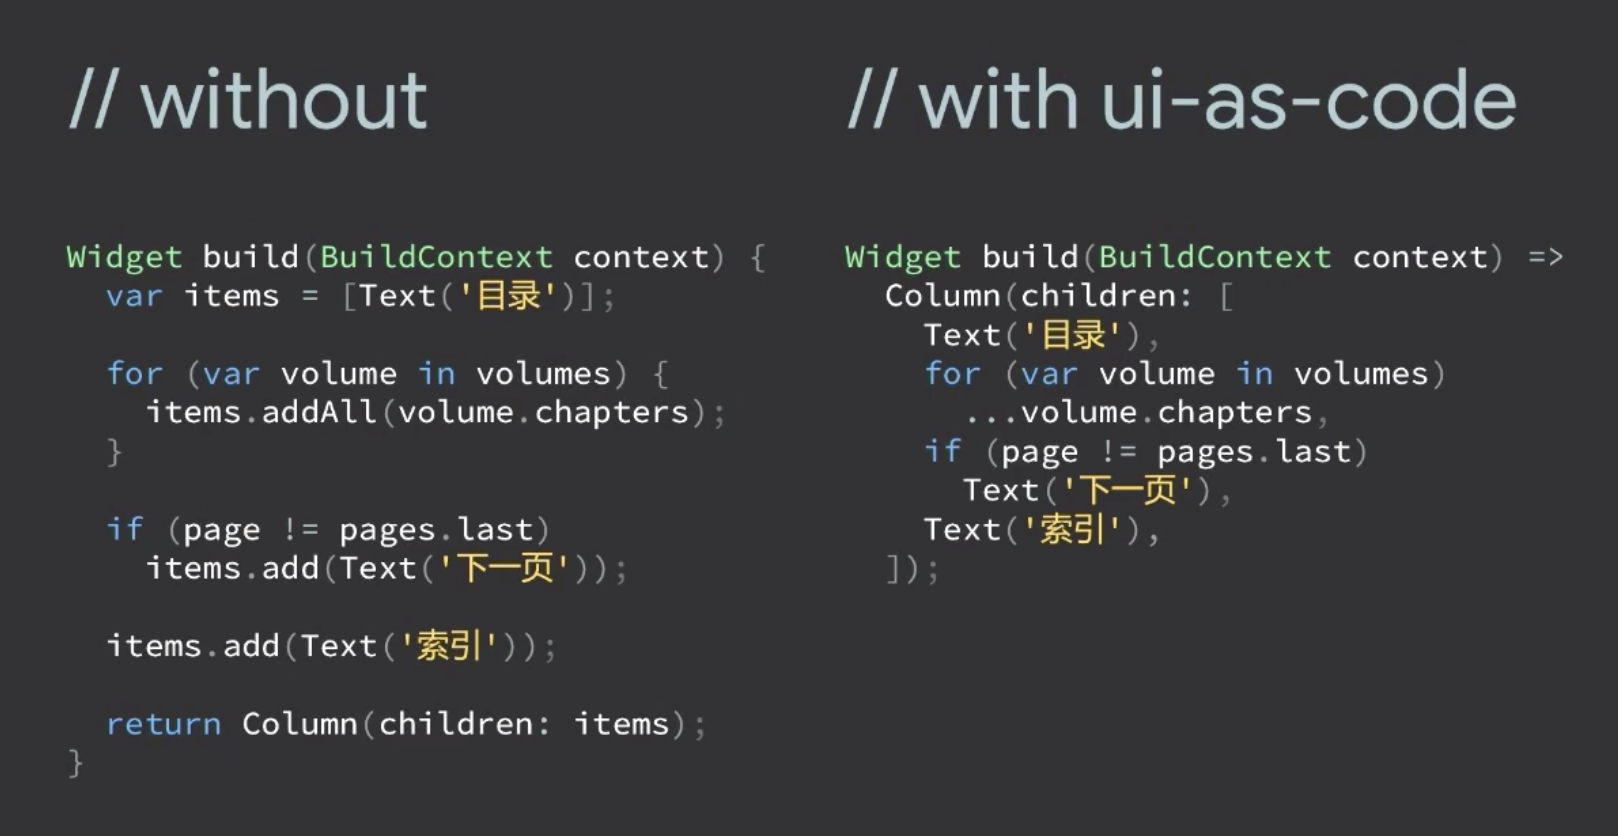 // without
Widget build(BuildContext context) {
  var items = [Text('目录')];
  for (var volume in volumes) {
    items.addAll(volume.chapters);
  }
  if (page != pages.last)
    items.add(Text('下一页'));
  items.add(Text('索引'));
  return Column(children: items);
}
// with ui-as-code
Widget build(BuildContext context) =>
  Column(children: [
    Text('目录'),
    for (var volume in volumes)
      ...volume.chapters,
    if (page != pages.last)
      Text('下一页'),
    Text('索引'),
  ]);